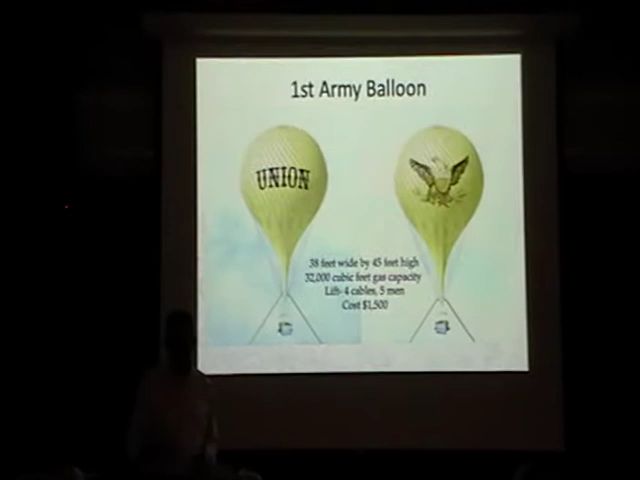 1st Army Balloon
UNION
38 feet wide by 45 feet high
32,000 cubic feet gas capacity
Lift- 4 cables, 5 men
Cost $1,500